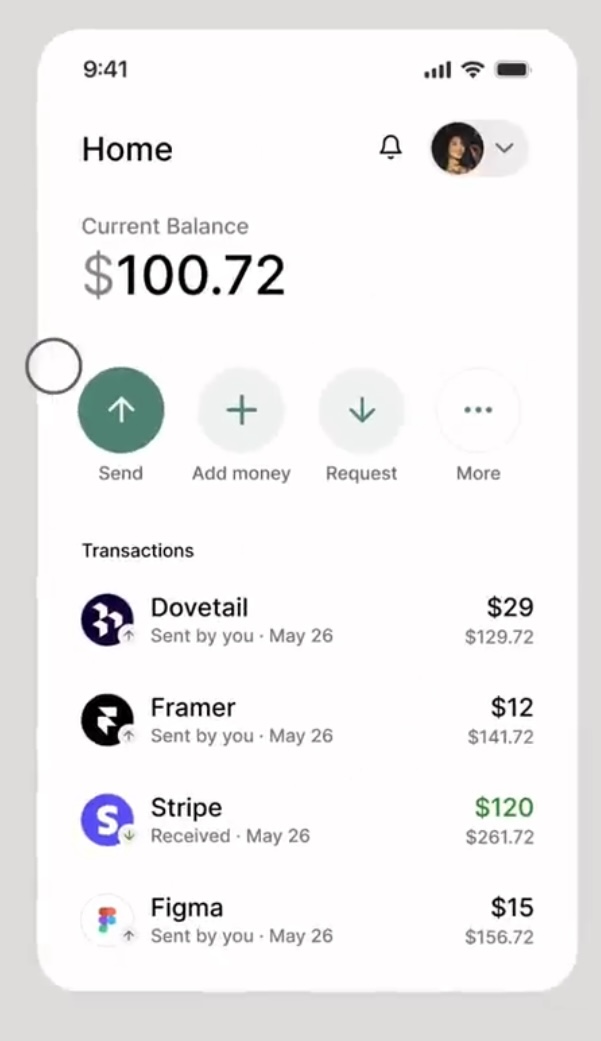 9:41
Home
Current Balance
$100.72
Send
Add money
Request
More
Transactions
Dovetail
$29
Sent by you · May 26
$129.72
Framer
$12
Sent by you · May 26
$141.72
Stripe
$120
Received · May 26
$261.72
Figma
$15
Sent by you · May 26
$156.72